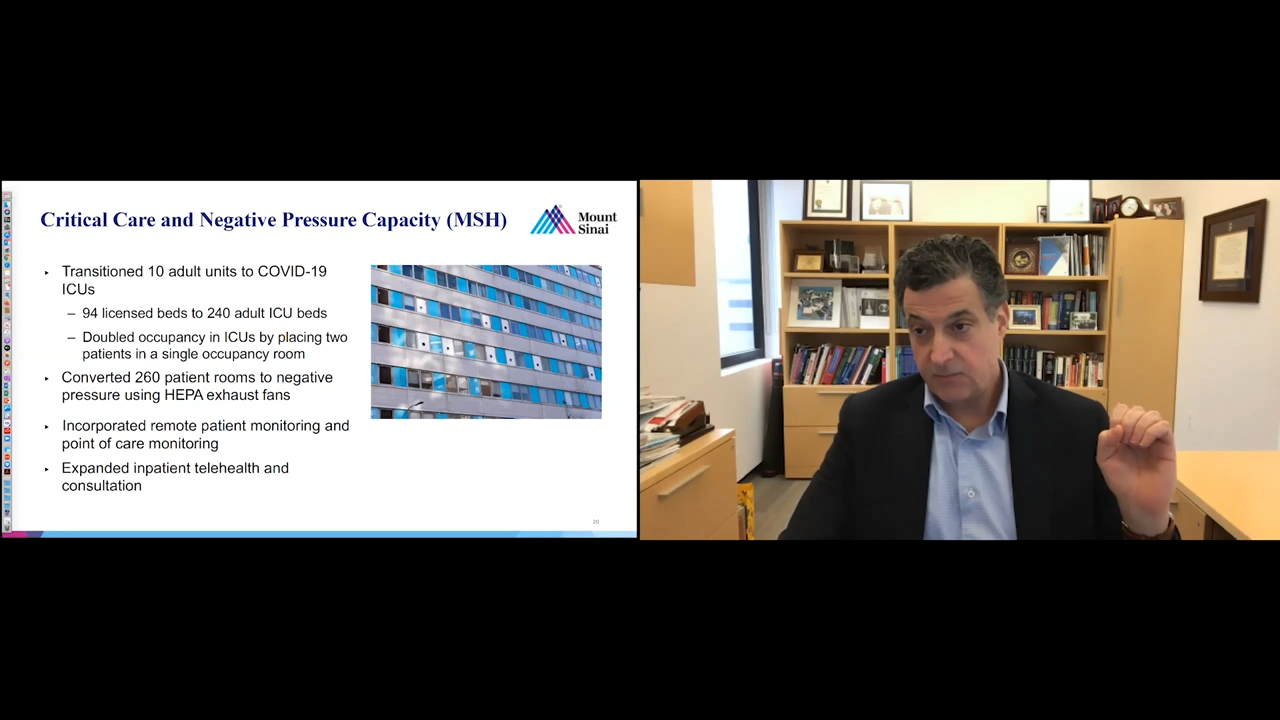 Critical Care and Negative Pressure Capacity (MSH)
Mount
Sinai
Transitioned 10 adult units to COVID-19
ICUs
– 94 licensed beds to 240 adult ICU beds
– Doubled occupancy in ICUs by placing two
patients in a single occupancy room
Converted 260 patient rooms to negative
pressure using HEPA exhaust fans
Incorporated remote patient monitoring and
point of care monitoring
Expanded inpatient telehealth and
consultation
20